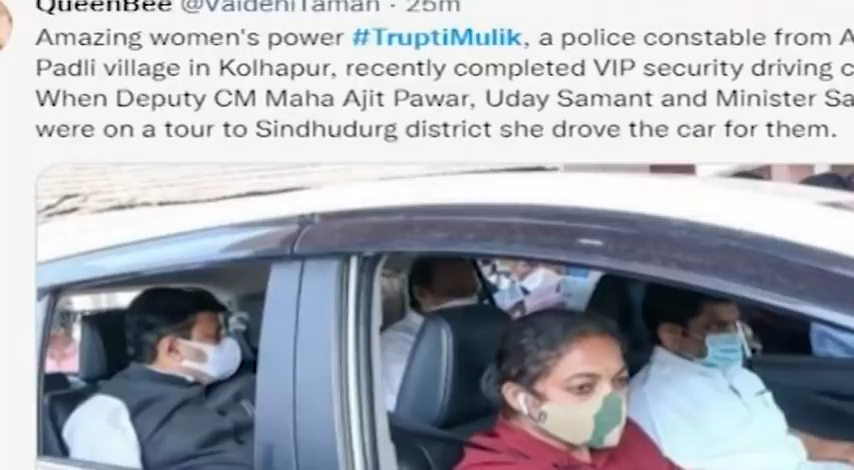 QueenBee @VaideniTaman · 25m
Amazing women's power #TruptiMulik, a police constable from A
Padli village in Kolhapur, recently completed VIP security driving c
When Deputy CM Maha Ajit Pawar, Uday Samant and Minister Sa
were on a tour to Sindhudurg district she drove the car for them.